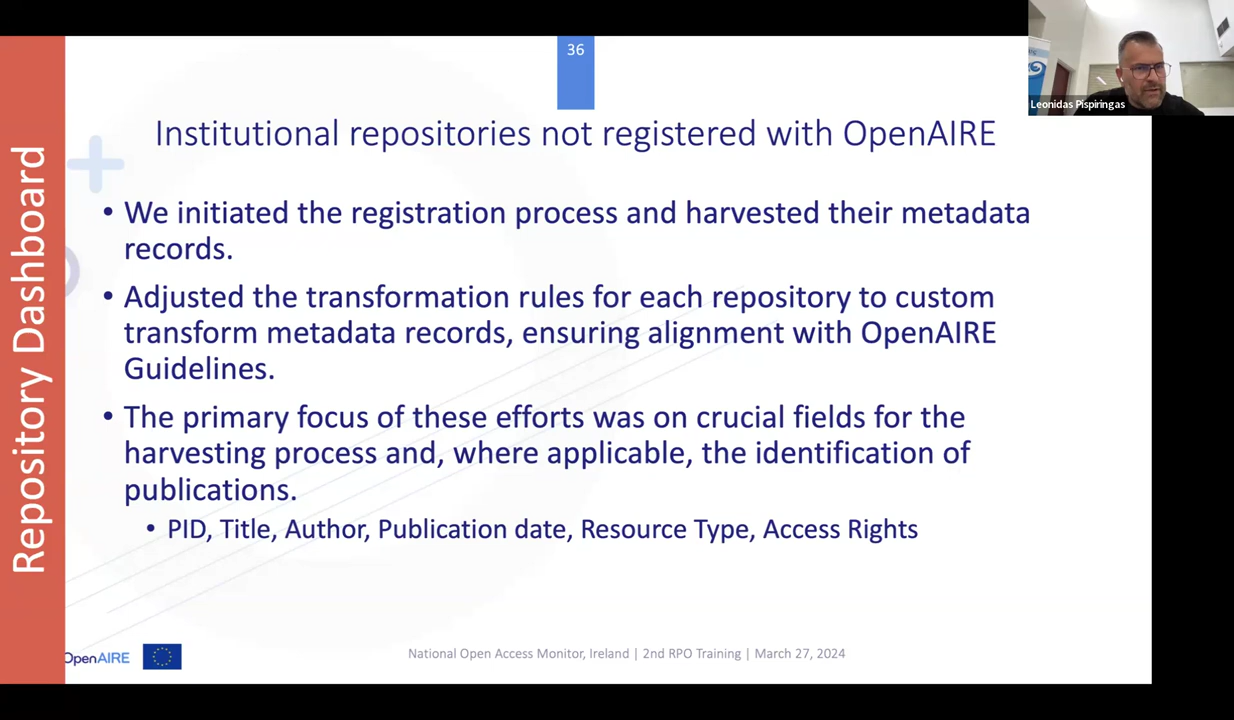 36
Leonidas Pispiringas
Repository Dashboard
Institutional repositories not registered with OpenAIRE
• We initiated the registration process and harvested their metadata
records.
• Adjusted the transformation rules for each repository to custom
transform metadata records, ensuring alignment with OpenAIRE
Guidelines.
• The primary focus of these efforts was on crucial fields for the
harvesting process and, where applicable, the identification of
publications.
• PID, Title, Author, Publication date, Resource Type, Access Rights
OpenAIRE
National Open Access Monitor, Ireland | 2nd RPO Training | March 27, 2024